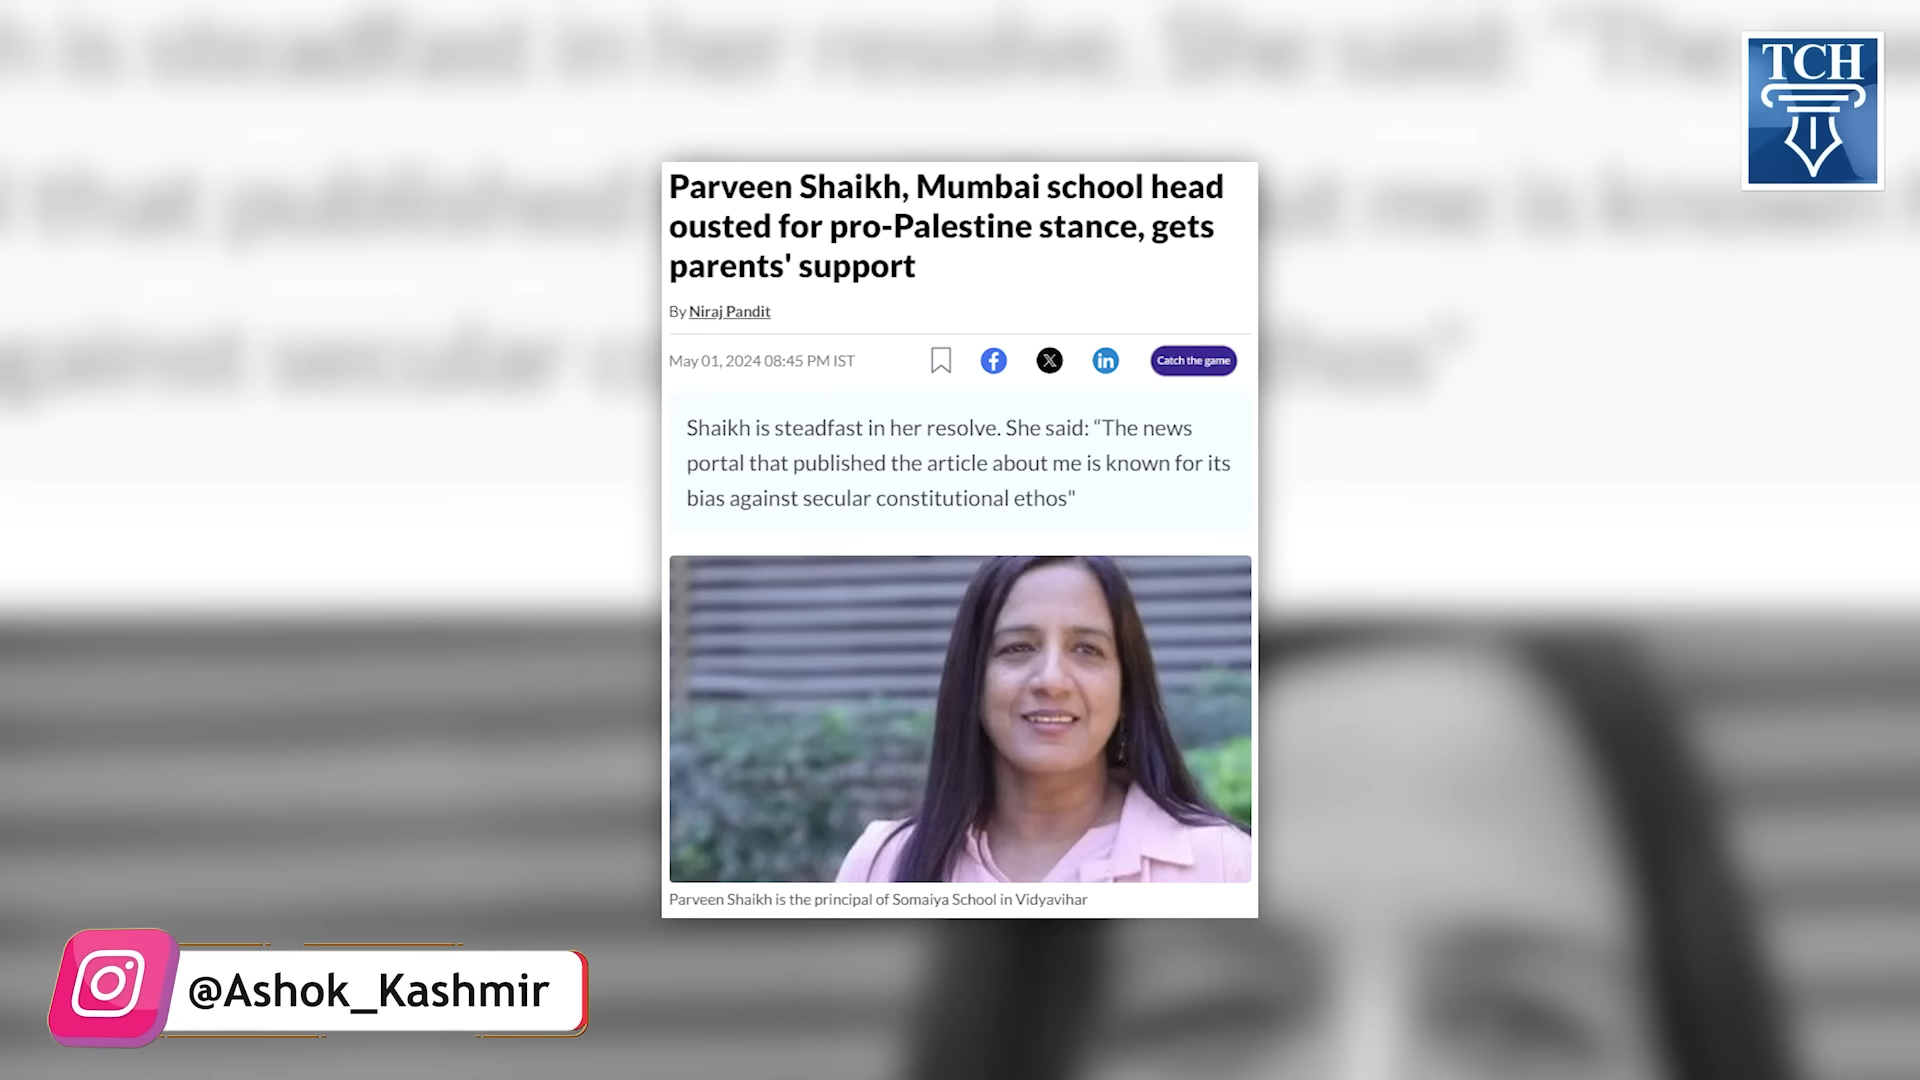 TCH
Parveen Shaikh, Mumbai school head
ousted for pro-Palestine stance, gets
parents' support
By Niraj Pandit
May 01, 2024 08:45 PM IST
Catch the game
Shaikh is steadfast in her resolve. She said: “The news
portal that published the article about me is known for its
bias against secular constitutional ethos"
Parveen Shaikh is the principal of Somaiya School in Vidyavihar
@Ashok_Kashmir